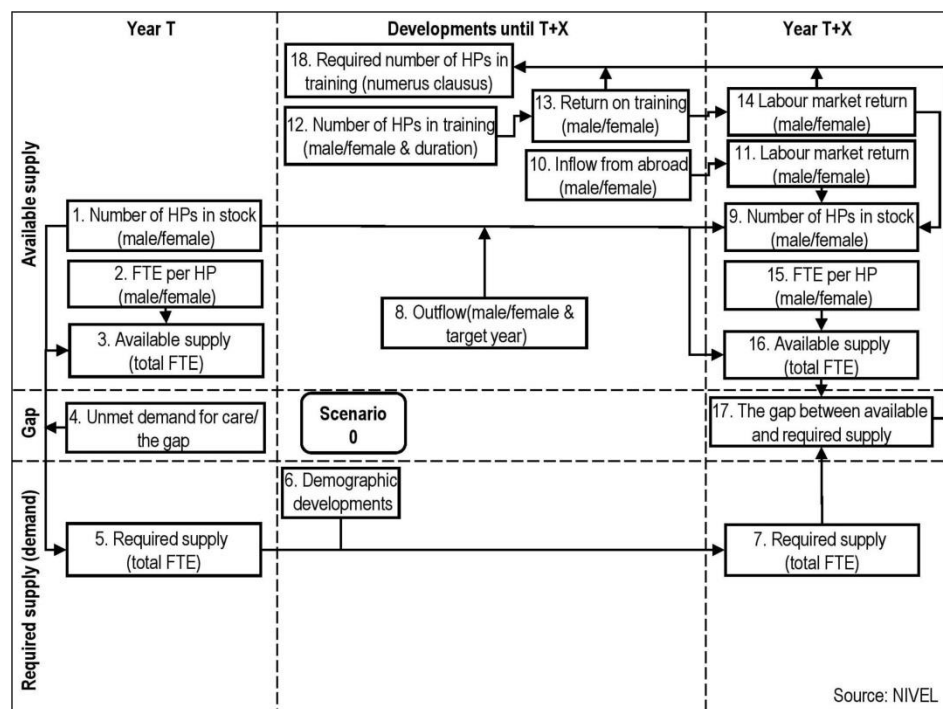 Year T
Developments until T+X
Year T+X
Available supply
18. Required number of HPs in
training (numerus clausus)
12. Number of HPs in training
(male/female & duration)
13. Return on training
(male/female)
14 Labour market return
(male/female)
10. Inflow from abroad
(male/female)
11. Labour market return
(male/female)
1. Number of HPs in stock
(male/female)
9. Number of HPs in stock
(male/female)
2. FTE per HP
(male/female)
15. FTE per HP
(male/female)
8. Outflow(male/female &
target year)
3. Available supply
(total FTE)
16. Available supply
(total FTE)
Gap
4. Unmet demand for care/
the gap
Scenario
0
17. The gap between available
and required supply
Required supply (demand)
6. Demographic
developments
5. Required supply
(total FTE)
7. Required supply
(total FTE)
Source: NIVEL